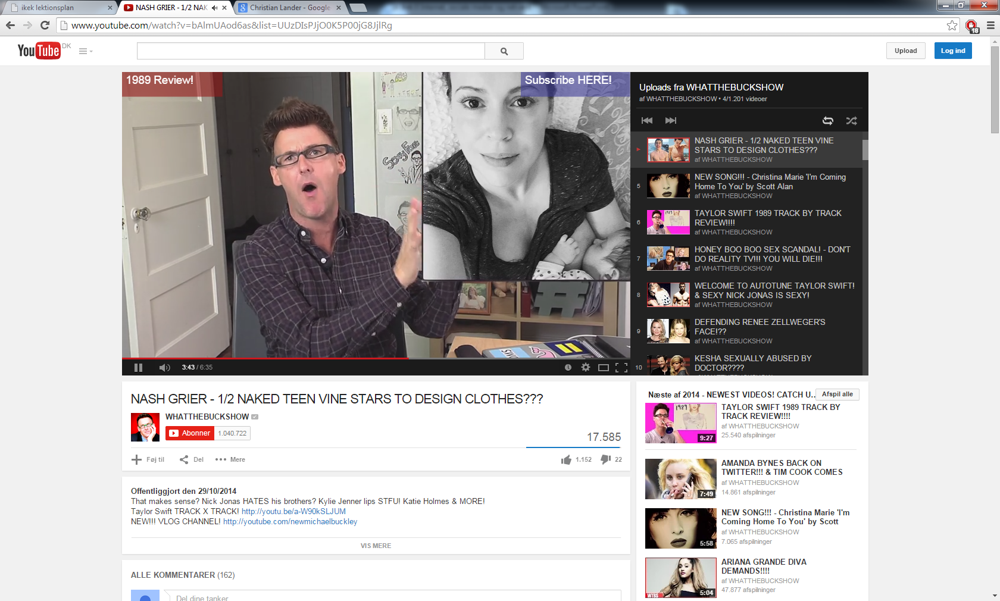 ikek lektionsplan
NASH GRIER - 1/2 NAK
Christian Lander - Google
www.youtube.com/watch?v=bAlmUAod6as&list=UUzDIsPJjO0K5P00jG8JjlRg
18
YouTube DK
Upload
Log ind
1989 Review!
Subscribe HERE!
Sexy Face
3:43 / 6:35
Uploads fra WHATTHEBUCKSHOW
af WHATTHEBUCKSHOW • 4/1.201 videoer
NASH GRIER - 1/2 NAKED TEEN VINE
STARS TO DESIGN CLOTHES???
af WHATTHEBUCKSHOW
5
NEW SONG!!! - Christina Marie 'I'm Coming
Home To You' by Scott Alan
af WHATTHEBUCKSHOW
6
TAYLOR SWIFT 1989 TRACK BY TRACK
REVIEW!!!!
af WHATTHEBUCKSHOW
7
HONEY BOO BOO SEX SCANDAL! - DON'T
DO REALITY TV!!! YOU WILL DIE!!!
af WHATTHEBUCKSHOW
8
WELCOME TO AUTOTUNE TAYLOR SWIFT!
& SEXY NICK JONAS IS SEXY!
af WHATTHEBUCKSHOW
9
DEFENDING RENEE ZELLWEGER'S
FACE!??
af WHATTHEBUCKSHOW
10
KESHA SEXUALLY ABUSED BY
DOCTOR????
af WHATTHEBUCKSHOW
NASH GRIER - 1/2 NAKED TEEN VINE STARS TO DESIGN CLOTHES???
WHATTHEBUCKSHOW
Abonner
1.040.722
17.585
Føj til
Del
Mere
1.152
22
Offentliggjort den 29/10/2014
That makes sense? Nick Jonas HATES his brothers? Kylie Jenner lips STFU! Katie Holmes & MORE!
Taylor Swift TRACK X TRACK! http://youtu.be/a-W90kSLJUM
NEW!!! VLOG CHANNEL! http://youtube.com/newmichaelbuckley
VIS MERE
ALLE KOMMENTARER (162)
Del dine tanker
Næste af 2014 - NEWEST VIDEOS! CATCH U...
Afspil alle
1989
9:27
TAYLOR SWIFT 1989 TRACK BY
TRACK REVIEW!!!!
af WHATTHEBUCKSHOW
25.540 afspilninger
7:49
AMANDA BYNES BACK ON
TWITTER!!! & TIM COOK COMES
af WHATTHEBUCKSHOW
14.861 afspilninger
5:58
NEW SONG!!! - Christina Marie 'I'm
Coming Home To You' by Scott
af WHATTHEBUCKSHOW
7.065 afspilninger
WTBS
5:04
ARIANA GRANDE DIVA
DEMANDS!!!!
af WHATTHEBUCKSHOW
47.877 afspilninger